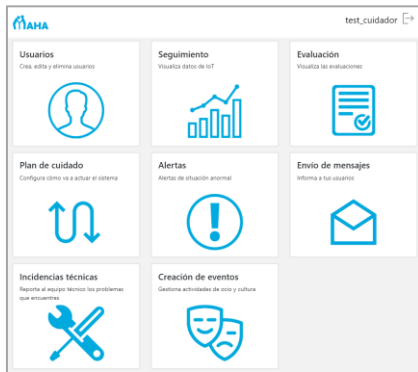 MAHA
test_cuidador
Usuarios
Crea, edita y elimina usuarios
Seguimiento
Visualiza datos de IoT
Evaluación
Visualiza las evaluaciones
Plan de cuidado
Configura cómo va a actuar el sistema
Alertas
Alertas de situación anormal
Envío de mensajes
Informa a tus usuarios
Incidencias técnicas
Reporta al equipo técnico los problemas
que encuentres
Creación de eventos
Gestiona actividades de ocio y cultura